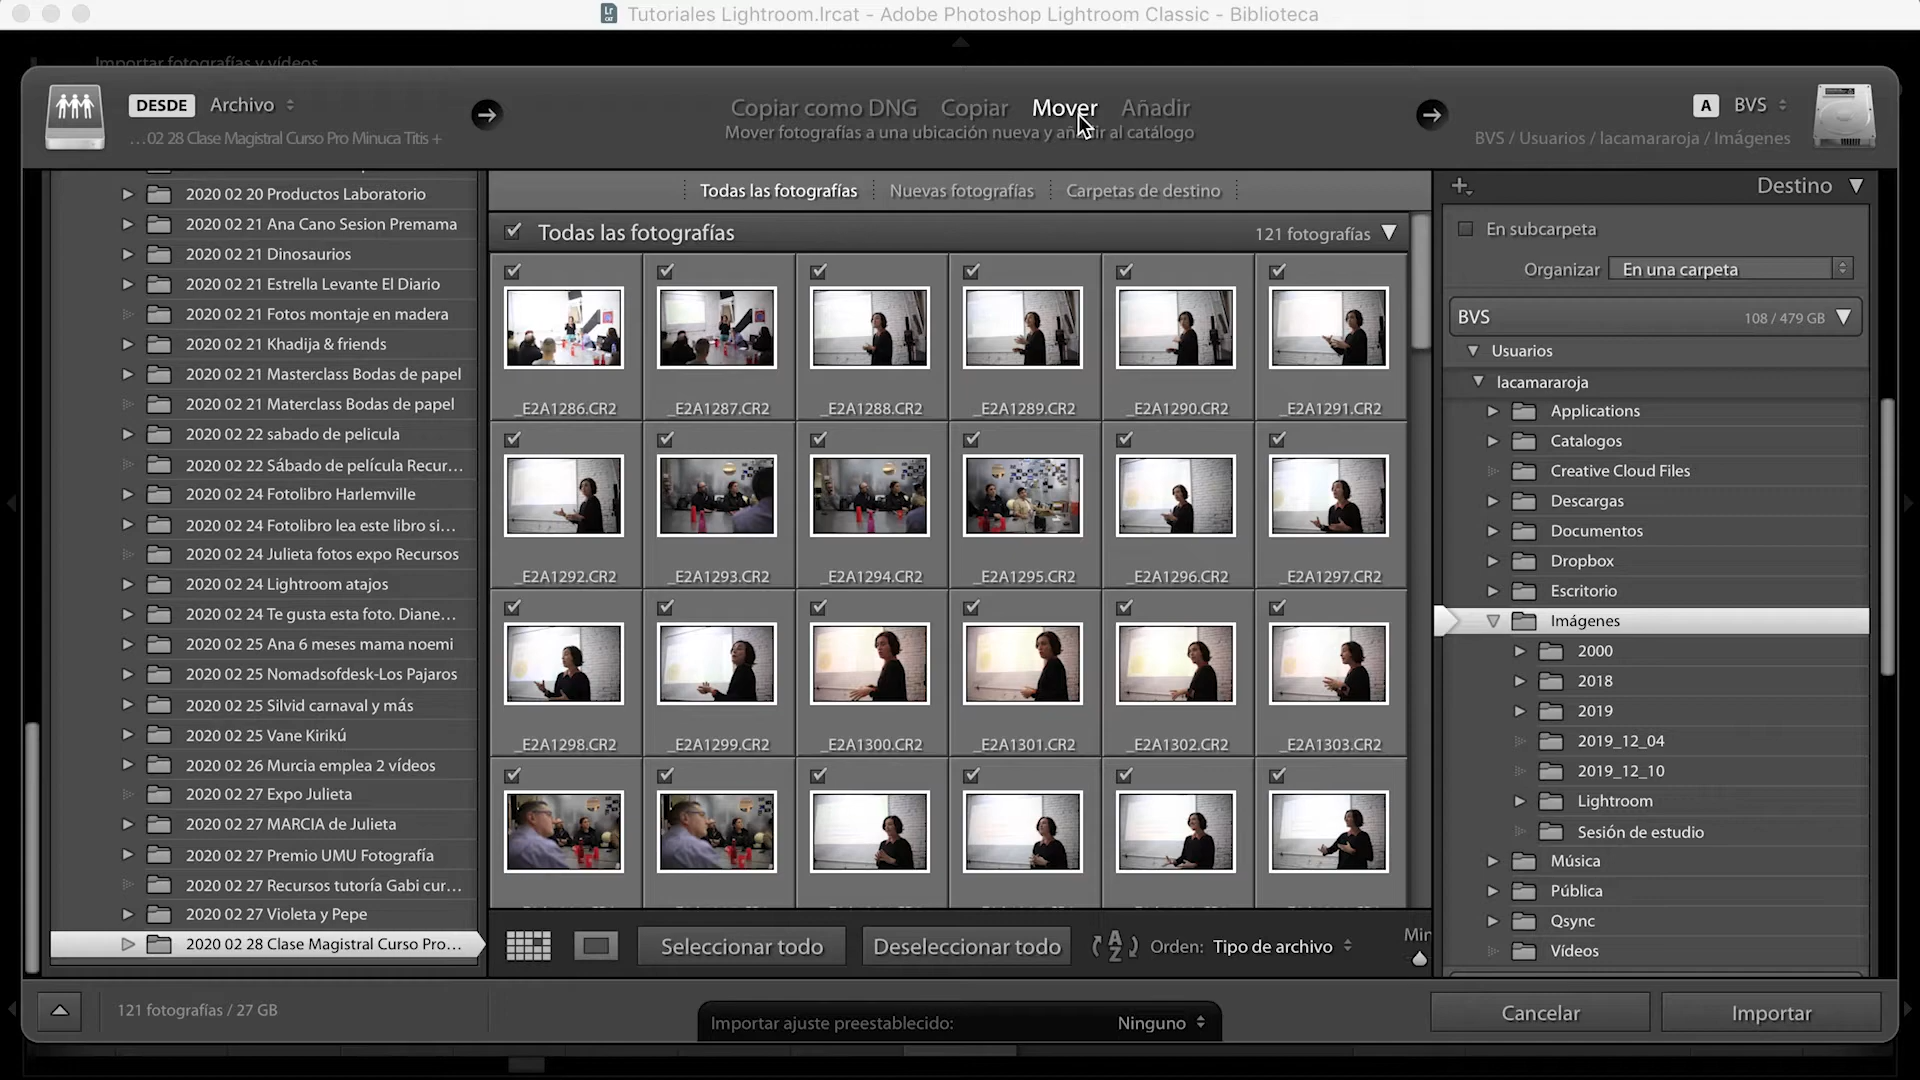 Tutoriales Lightroom.lrcat - Adobe Photoshop Lightroom Classic - Biblioteca
Importar fotografías y vídeos
DESDE Archivo
...02 28 Clase Magistral Curso Pro Minuca Titis +
Copiar como DNG Copiar Mover Añadir
Mover fotografías a una ubicación nueva y añadir al catálogo
A BVS
BVS / Usuarios / lacamararoja / Imágenes
2020 02 20 Productos Laboratorio
2020 02 21 Ana Cano Sesion Premama
2020 02 21 Dinosaurios
2020 02 21 Estrella Levante El Diario
2020 02 21 Fotos montaje en madera
2020 02 21 Khadija & friends
2020 02 21 Masterclass Bodas de papel
2020 02 21 Materclass Bodas de papel
2020 02 22 sabado de pelicula
2020 02 22 Sábado de película Recur...
2020 02 24 Fotolibro Harlemville
2020 02 24 Fotolibro lea este libro si...
2020 02 24 Julieta fotos expo Recursos
2020 02 24 Lightroom atajos
2020 02 24 Te gusta esta foto. Diane...
2020 02 25 Ana 6 meses mama noemi
2020 02 25 Nomadsofdesk-Los Pajaros
2020 02 25 Silvid carnaval y más
2020 02 25 Vane Kirikú
2020 02 26 Murcia emplea 2 vídeos
2020 02 27 Expo Julieta
2020 02 27 MARCIA de Julieta
2020 02 27 Premio UMU Fotografía
2020 02 27 Recursos tutoría Gabi cur...
2020 02 27 Violeta y Pepe
2020 02 28 Clase Magistral Curso Pro...
Todas las fotografías Nuevas fotografías Carpetas de destino
Todas las fotografías 121 fotografías
_E2A1286.CR2 _E2A1287.CR2 _E2A1288.CR2 _E2A1289.CR2 _E2A1290.CR2 _E2A1291.CR2
_E2A1292.CR2 _E2A1293.CR2 _E2A1294.CR2 _E2A1295.CR2 _E2A1296.CR2 _E2A1297.CR2
_E2A1298.CR2 _E2A1299.CR2 _E2A1300.CR2 _E2A1301.CR2 _E2A1302.CR2 _E2A1303.CR2
Seleccionar todo Deseleccionar todo AZ Orden: Tipo de archivo Min
Destino
En subcarpeta
Organizar En una carpeta
BVS 108 / 479 GB
Usuarios
lacamararoja
Applications
Catalogos
Creative Cloud Files
Descargas
Documentos
Dropbox
Escritorio
Imágenes
2000
2018
2019
2019_12_04
2019_12_10
Lightroom
Sesión de estudio
Música
Pública
Qsync
Vídeos
121 fotografías / 27 GB
Importar ajuste preestablecido: Ninguno
Cancelar Importar